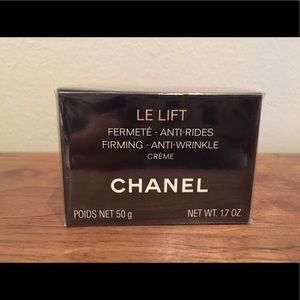 LE LIFT
FERMETÉ - ANTI-RIDES
FIRMING - ANTI-WRINKLE
CRÈME
CHANEL
POIDS NET 50 g NET WT. 1.7 OZ.